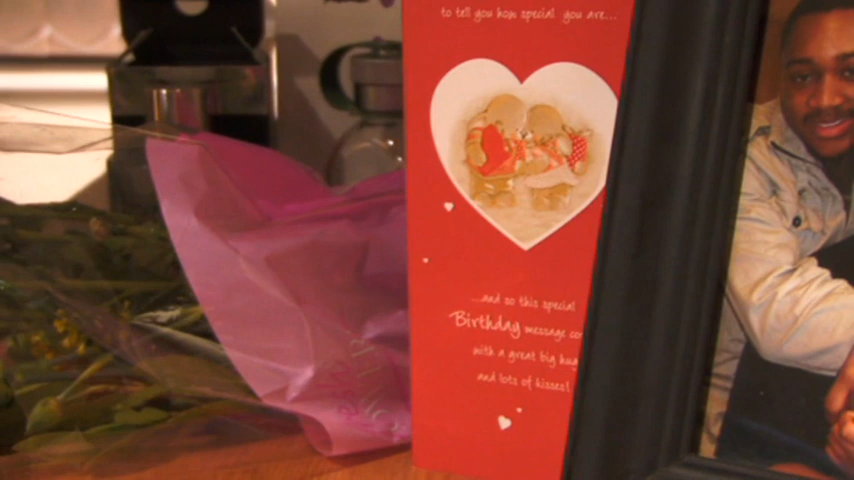 to tell you how special you are...
...and so this special
Birthday message
with a great big hug
and lots of kisses!